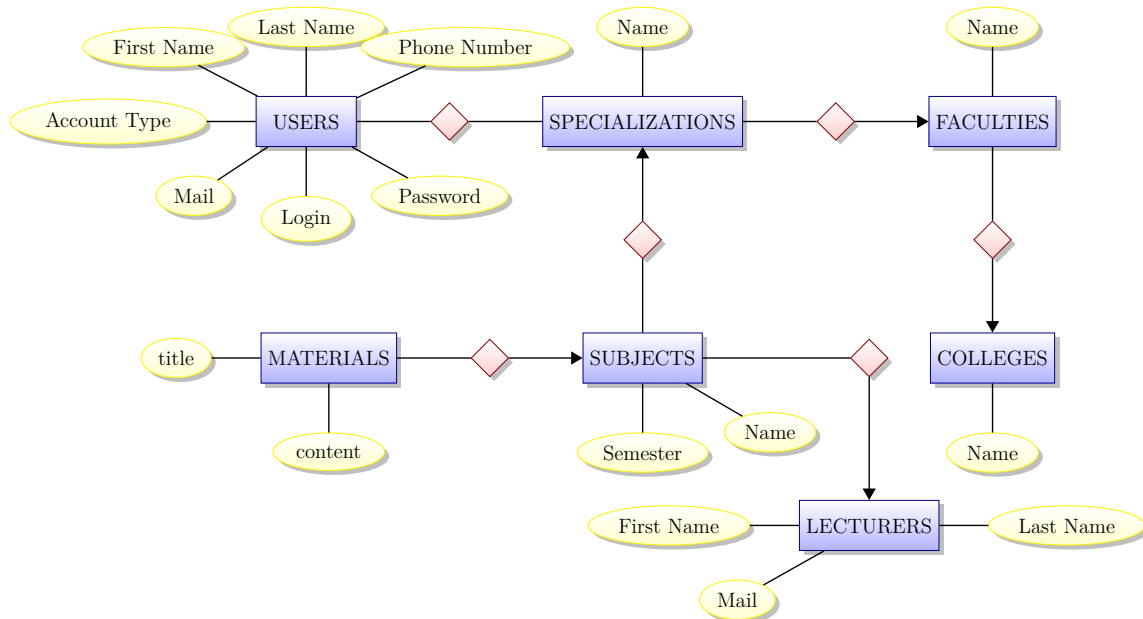 Last Name
Name
Name
First Name
Phone Number
Account Type
USERS
SPECIALIZATIONS
FACULTIES
Mail
Password
Login
title
MATERIALS
SUBJECTS
COLLEGES
Name
content
Semester
Name
First Name
LECTURERS
Last Name
Mail